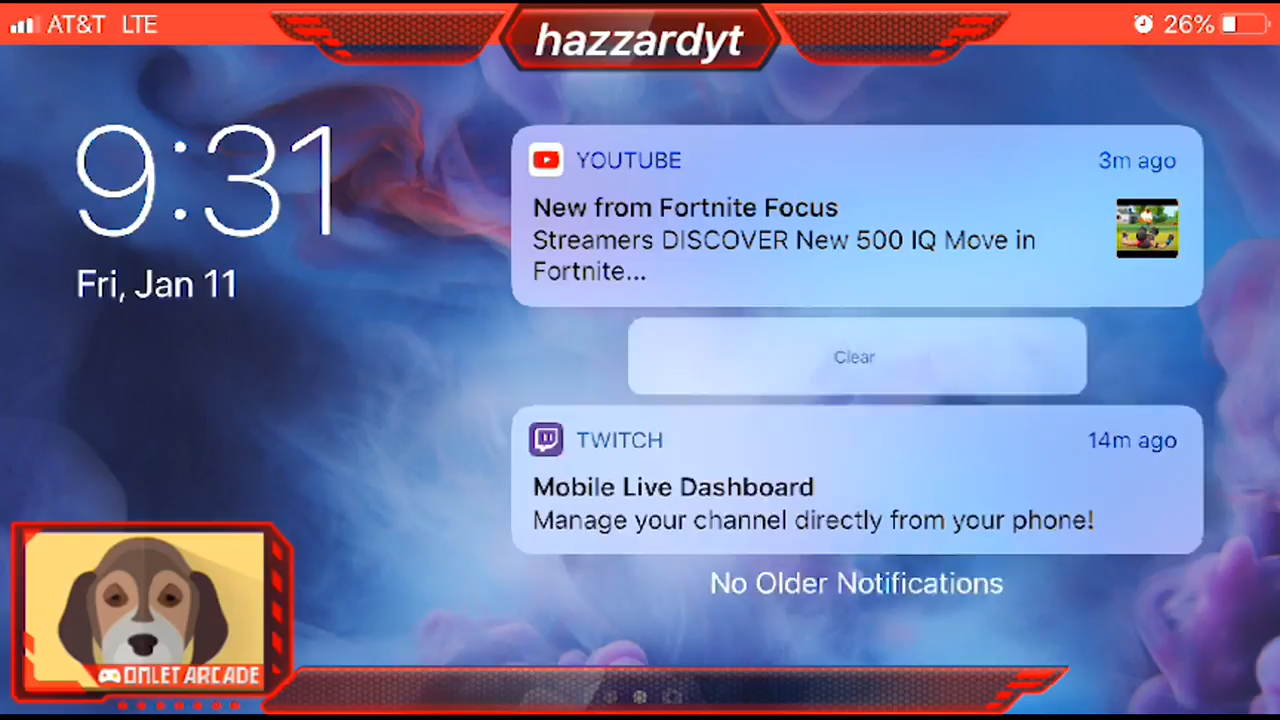 AT&T LTE
hazzardyt
26%
9:31
Fri, Jan 11
YOUTUBE
3m ago
New from Fortnite Focus
Streamers DISCOVER New 500 IQ Move in
Fortnite...
Clear
TWITCH
14m ago
Mobile Live Dashboard
Manage your channel directly from your phone!
No Older Notifications
OMLET ARCADE